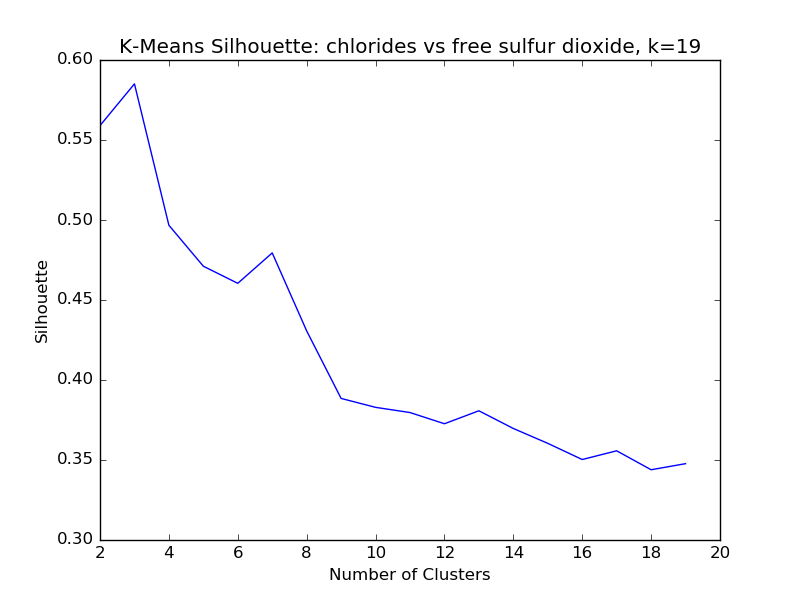 K-Means Silhouette: chlorides vs free sulfur dioxide, k=19
0.60
0.55
0.50
0.45
0.40
0.35
0.30
Silhouette
2 4 6 8 10 12 14 16 18 20
Number of Clusters